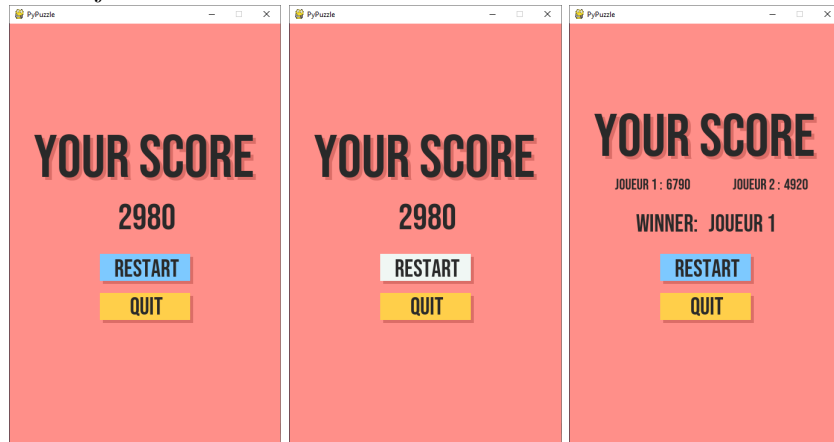 PyPuzzle
YOUR SCORE
2980
RESTART
QUIT
PyPuzzle
YOUR SCORE
2980
RESTART
QUIT
PyPuzzle
YOUR SCORE
JOUEUR 1 : 6790 JOUEUR 2 : 4920
WINNER: JOUEUR 1
RESTART
QUIT